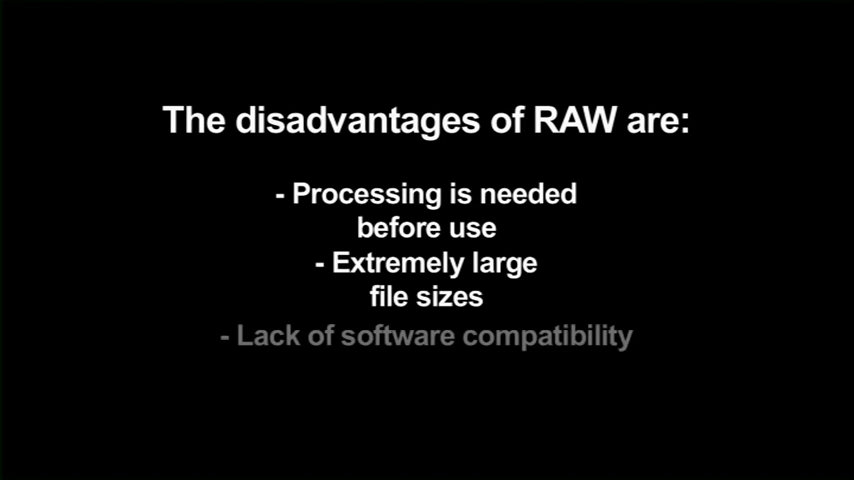 The disadvantages of RAW are:
- Processing is needed
before use
- Extremely large
file sizes
- Lack of software compatibility